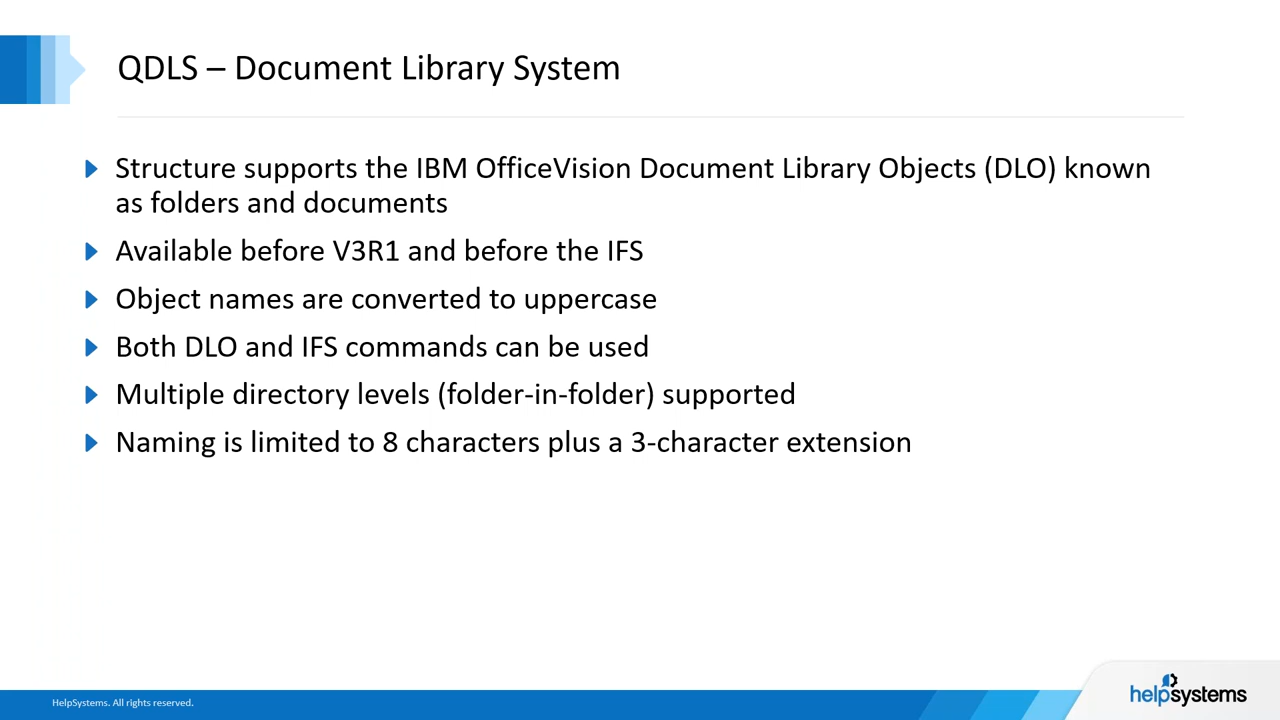 QDLS – Document Library System
Structure supports the IBM OfficeVision Document Library Objects (DLO) known
as folders and documents
Available before V3R1 and before the IFS
Object names are converted to uppercase
Both DLO and IFS commands can be used
Multiple directory levels (folder-in-folder) supported
Naming is limited to 8 characters plus a 3-character extension
HelpSystems. All rights reserved.
helpsystems